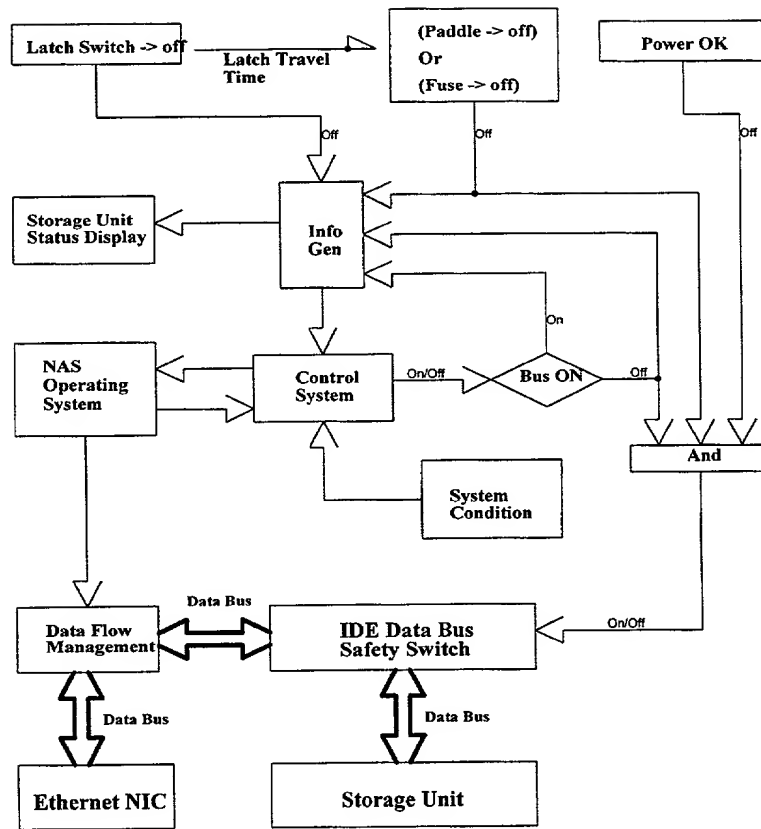 Latch Switch -> off
Latch Travel
Time
(Paddle -> off)
Or
(Fuse -> off)
Power OK
Off
Off
Off
Storage Unit
Status Display
Info
Gen
On
NAS
Operating
System
Control
System
On/Off
Bus ON
Off
And
System
Condition
Data Bus
On/Off
Data Flow
Management
IDE Data Bus
Safety Switch
Data Bus
Data Bus
Ethernet NIC
Storage Unit